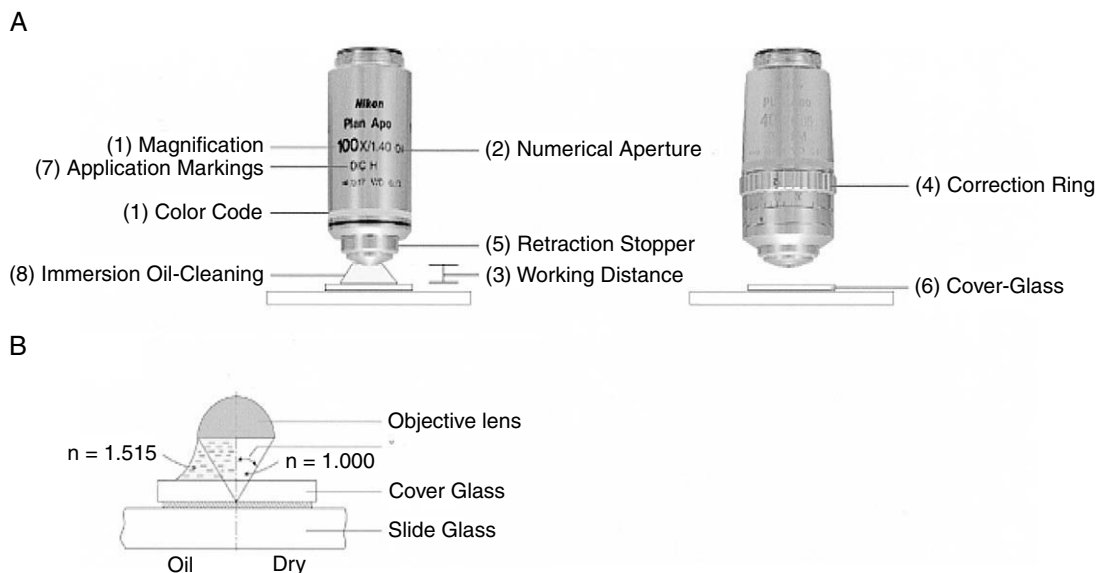 A
Nikon
Plan Apo
100X/1.40
DIC H
(1) Magnification
(7) Application Markings
(1) Color Code
(8) Immersion Oil-Cleaning
(2) Numerical Aperture
(5) Retraction Stopper
(3) Working Distance
40
(4) Correction Ring
(6) Cover-Glass
B
n = 1.515
n = 1.000
Objective lens
Cover Glass
Slide Glass
Oil
Dry